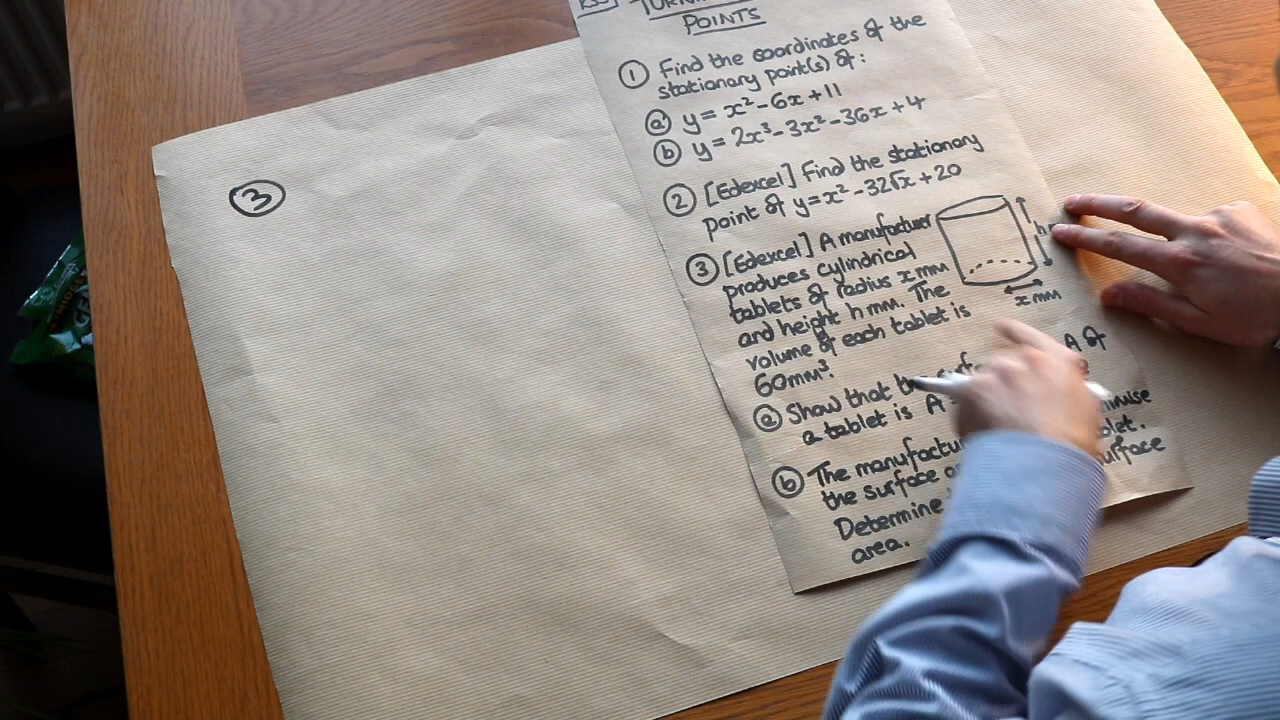 POINTS
① Find the coordinates of the
stationary point(s) of:
ⓐ y = x² - 6x + 11
ⓑ y = 2x³ - 3x² - 36x + 4
② [Edexcel] Find the stationary
point of y = x² - 32√x + 20
③ [Edexcel] A manufacturer
produces cylindrical
tablets of radius x mm
and height h mm. The
volume of each tablet is
60mm³.
h
x mm
ⓐ Show that the A of
a tablet is A
ⓑ The
the surface
Determine
area.
③